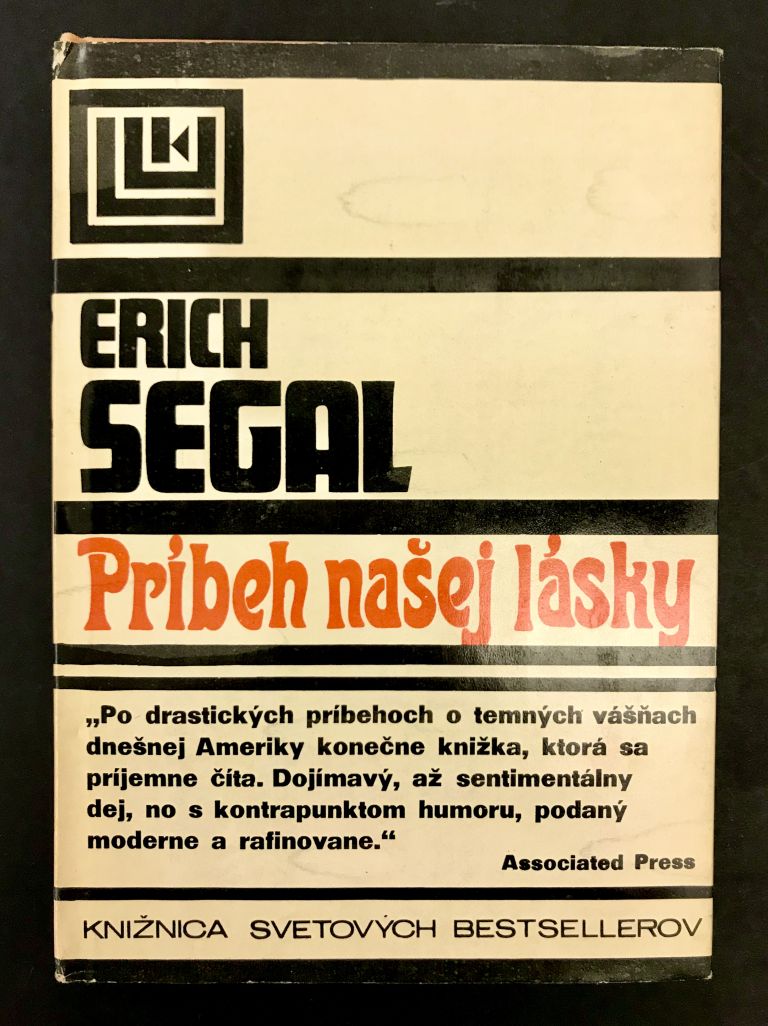 ERICH
SEGAL
Príbeh našej lásky
„Po drastických príbehoch o temných vášňach
dnešnej Ameriky konečne knižka, ktorá sa
príjemne číta. Dojímavý, až sentimentálny
dej, no s kontrapunktom humoru, podaný
moderne a rafinovane.“
Associated Press
KNIŽNICA SVETOVÝCH BESTSELLEROV